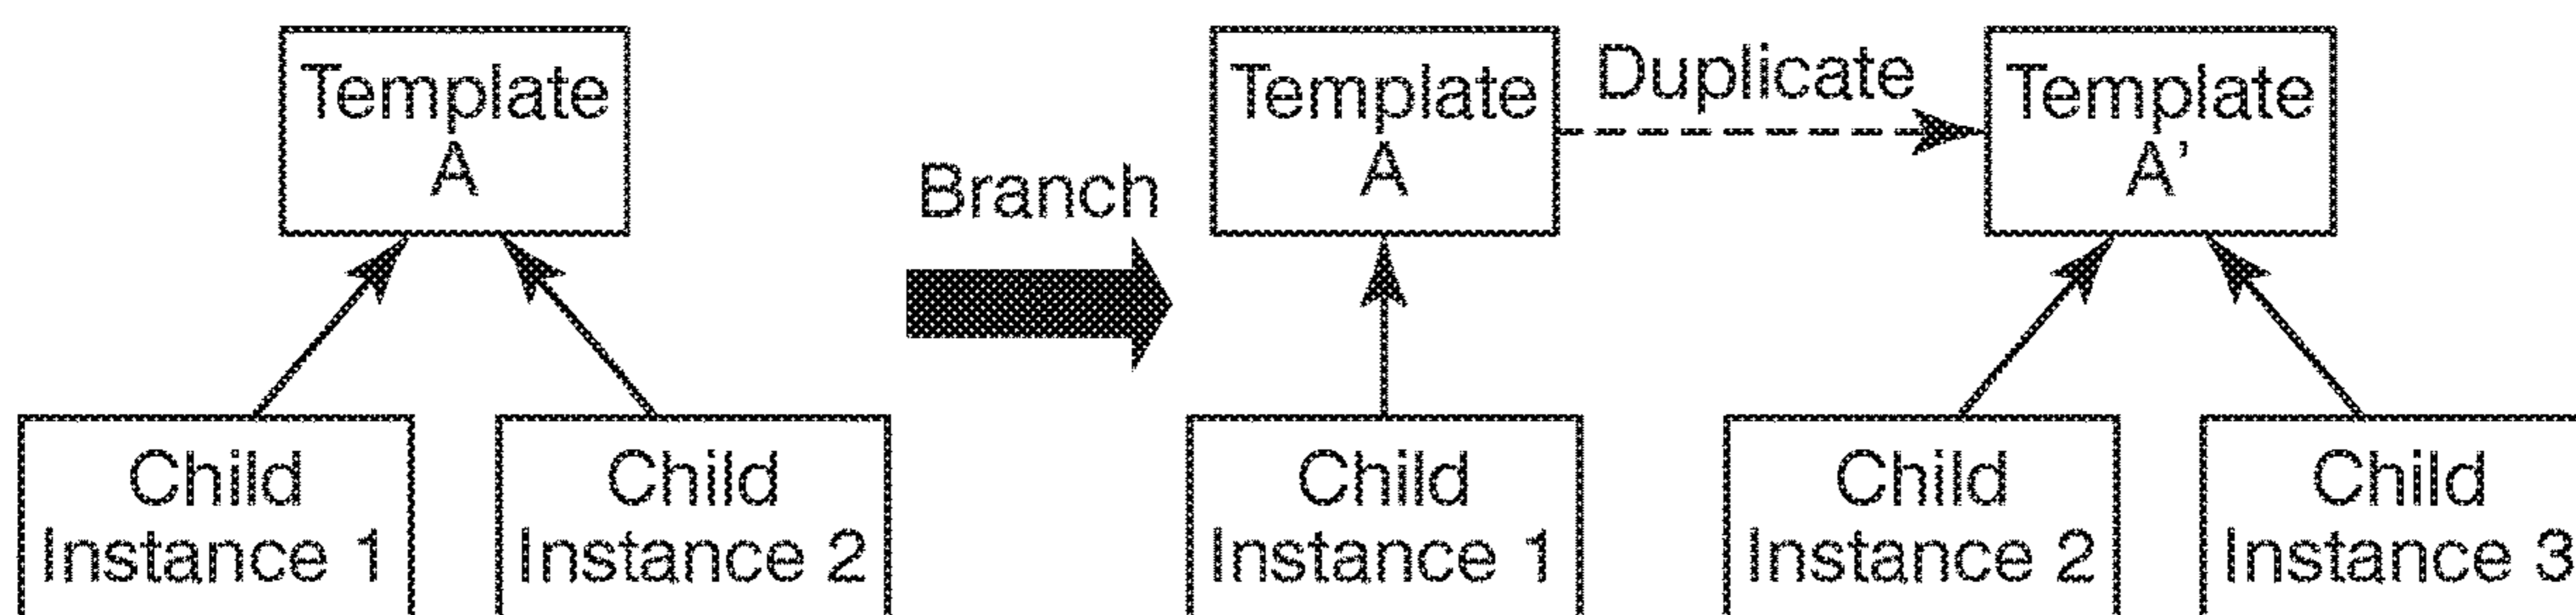 Template
A
Child
Instance 1
Child
Instance 2
Branch
Template
A
Duplicate
Template
A’
Child
Instance 1
Child
Instance 2
Child
Instance 3